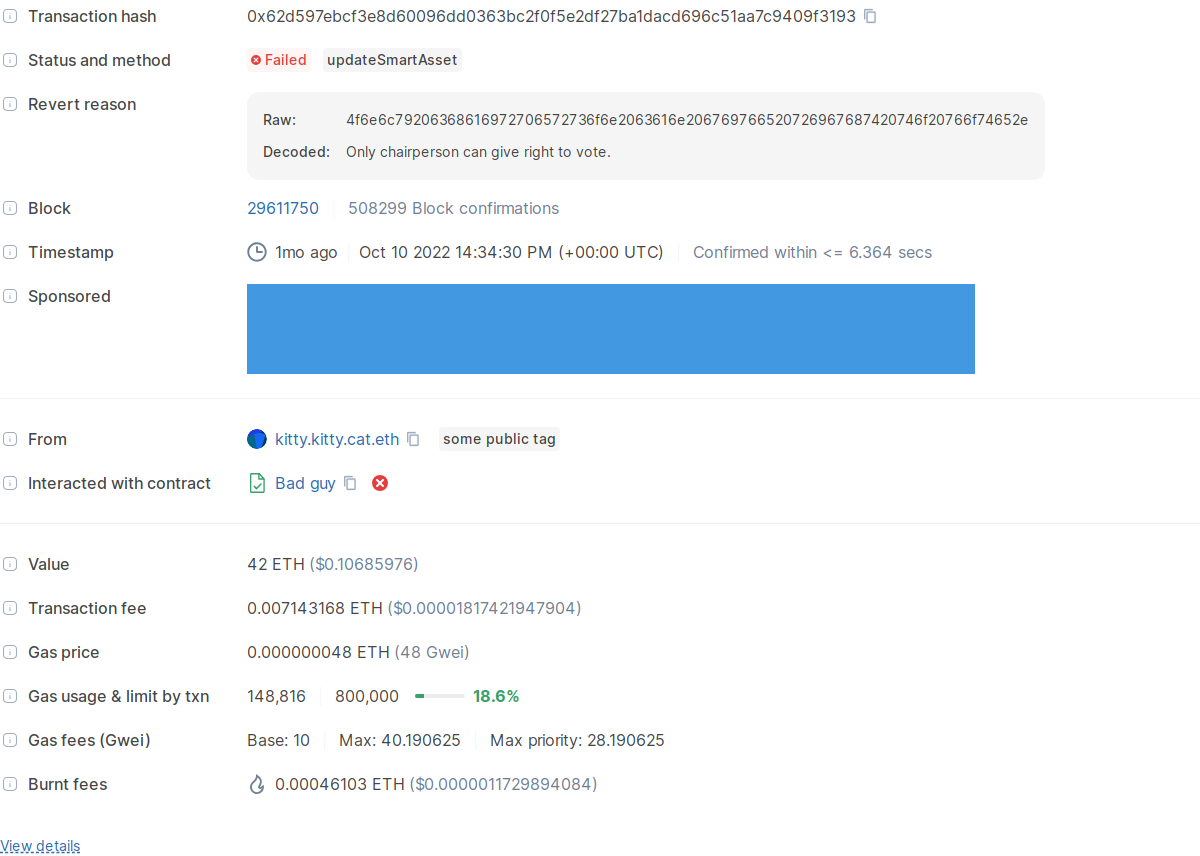 Transaction hash 0x62d597ebcf3e8d60096dd0363bc2f0f5e2df27ba1dacd696c51aa7c9409f3193
Status and method Failed updateSmartAsset
Revert reason
Raw: 4f6e6c79206368616972706572736f6e2063616e206769766520726967687420746f20766f74652e
Decoded: Only chairperson can give right to vote.
Block 29611750 508299 Block confirmations
Timestamp 1mo ago Oct 10 2022 14:34:30 PM (+00:00 UTC) Confirmed within <= 6.364 secs
Sponsored
From kitty.kitty.cat.eth some public tag
Interacted with contract Bad guy
Value 42 ETH ($0.10685976)
Transaction fee 0.007143168 ETH ($0.00001817421947904)
Gas price 0.000000048 ETH (48 Gwei)
Gas usage & limit by txn 148,816 800,000 18.6%
Gas fees (Gwei) Base: 10 Max: 40.190625 Max priority: 28.190625
Burnt fees 0.00046103 ETH ($0.0000011729894084)
View details